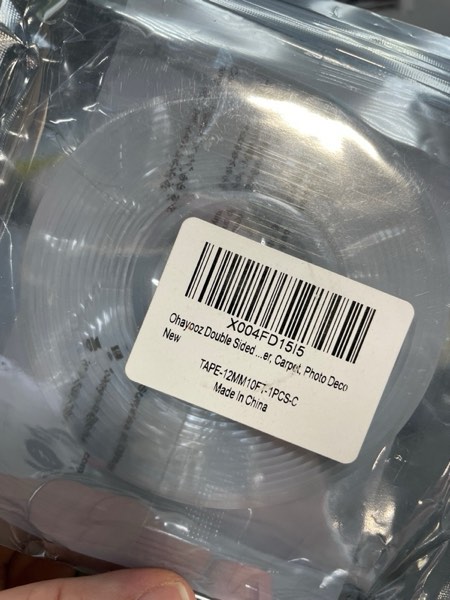 X004FD15I5
Ohayooz Double Sided ...er, Carpet, Photo Deco
New
TAPE-12MM10FT-1PCS-C
Made In China